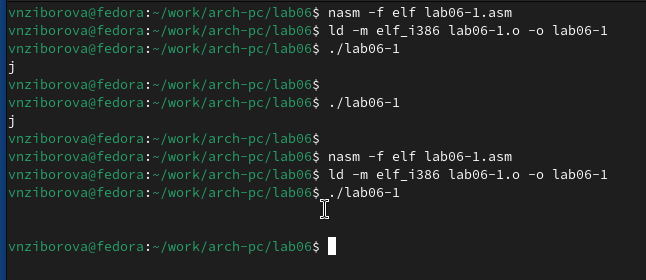 vnziborova@fedora:~/work/arch-pc/lab06$ nasm -f elf lab06-1.asm
vnziborova@fedora:~/work/arch-pc/lab06$ ld -m elf_i386 lab06-1.o -o lab06-1
vnziborova@fedora:~/work/arch-pc/lab06$ ./lab06-1
j
vnziborova@fedora:~/work/arch-pc/lab06$
vnziborova@fedora:~/work/arch-pc/lab06$ ./lab06-1
j
vnziborova@fedora:~/work/arch-pc/lab06$
vnziborova@fedora:~/work/arch-pc/lab06$ nasm -f elf lab06-1.asm
vnziborova@fedora:~/work/arch-pc/lab06$ ld -m elf_i386 lab06-1.o -o lab06-1
vnziborova@fedora:~/work/arch-pc/lab06$ ./lab06-1
vnziborova@fedora:~/work/arch-pc/lab06$